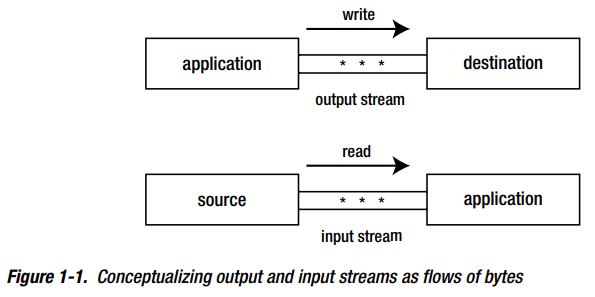 write
application * * * destination
output stream
read
source * * * application
input stream
Figure 1-1. Conceptualizing output and input streams as flows of bytes